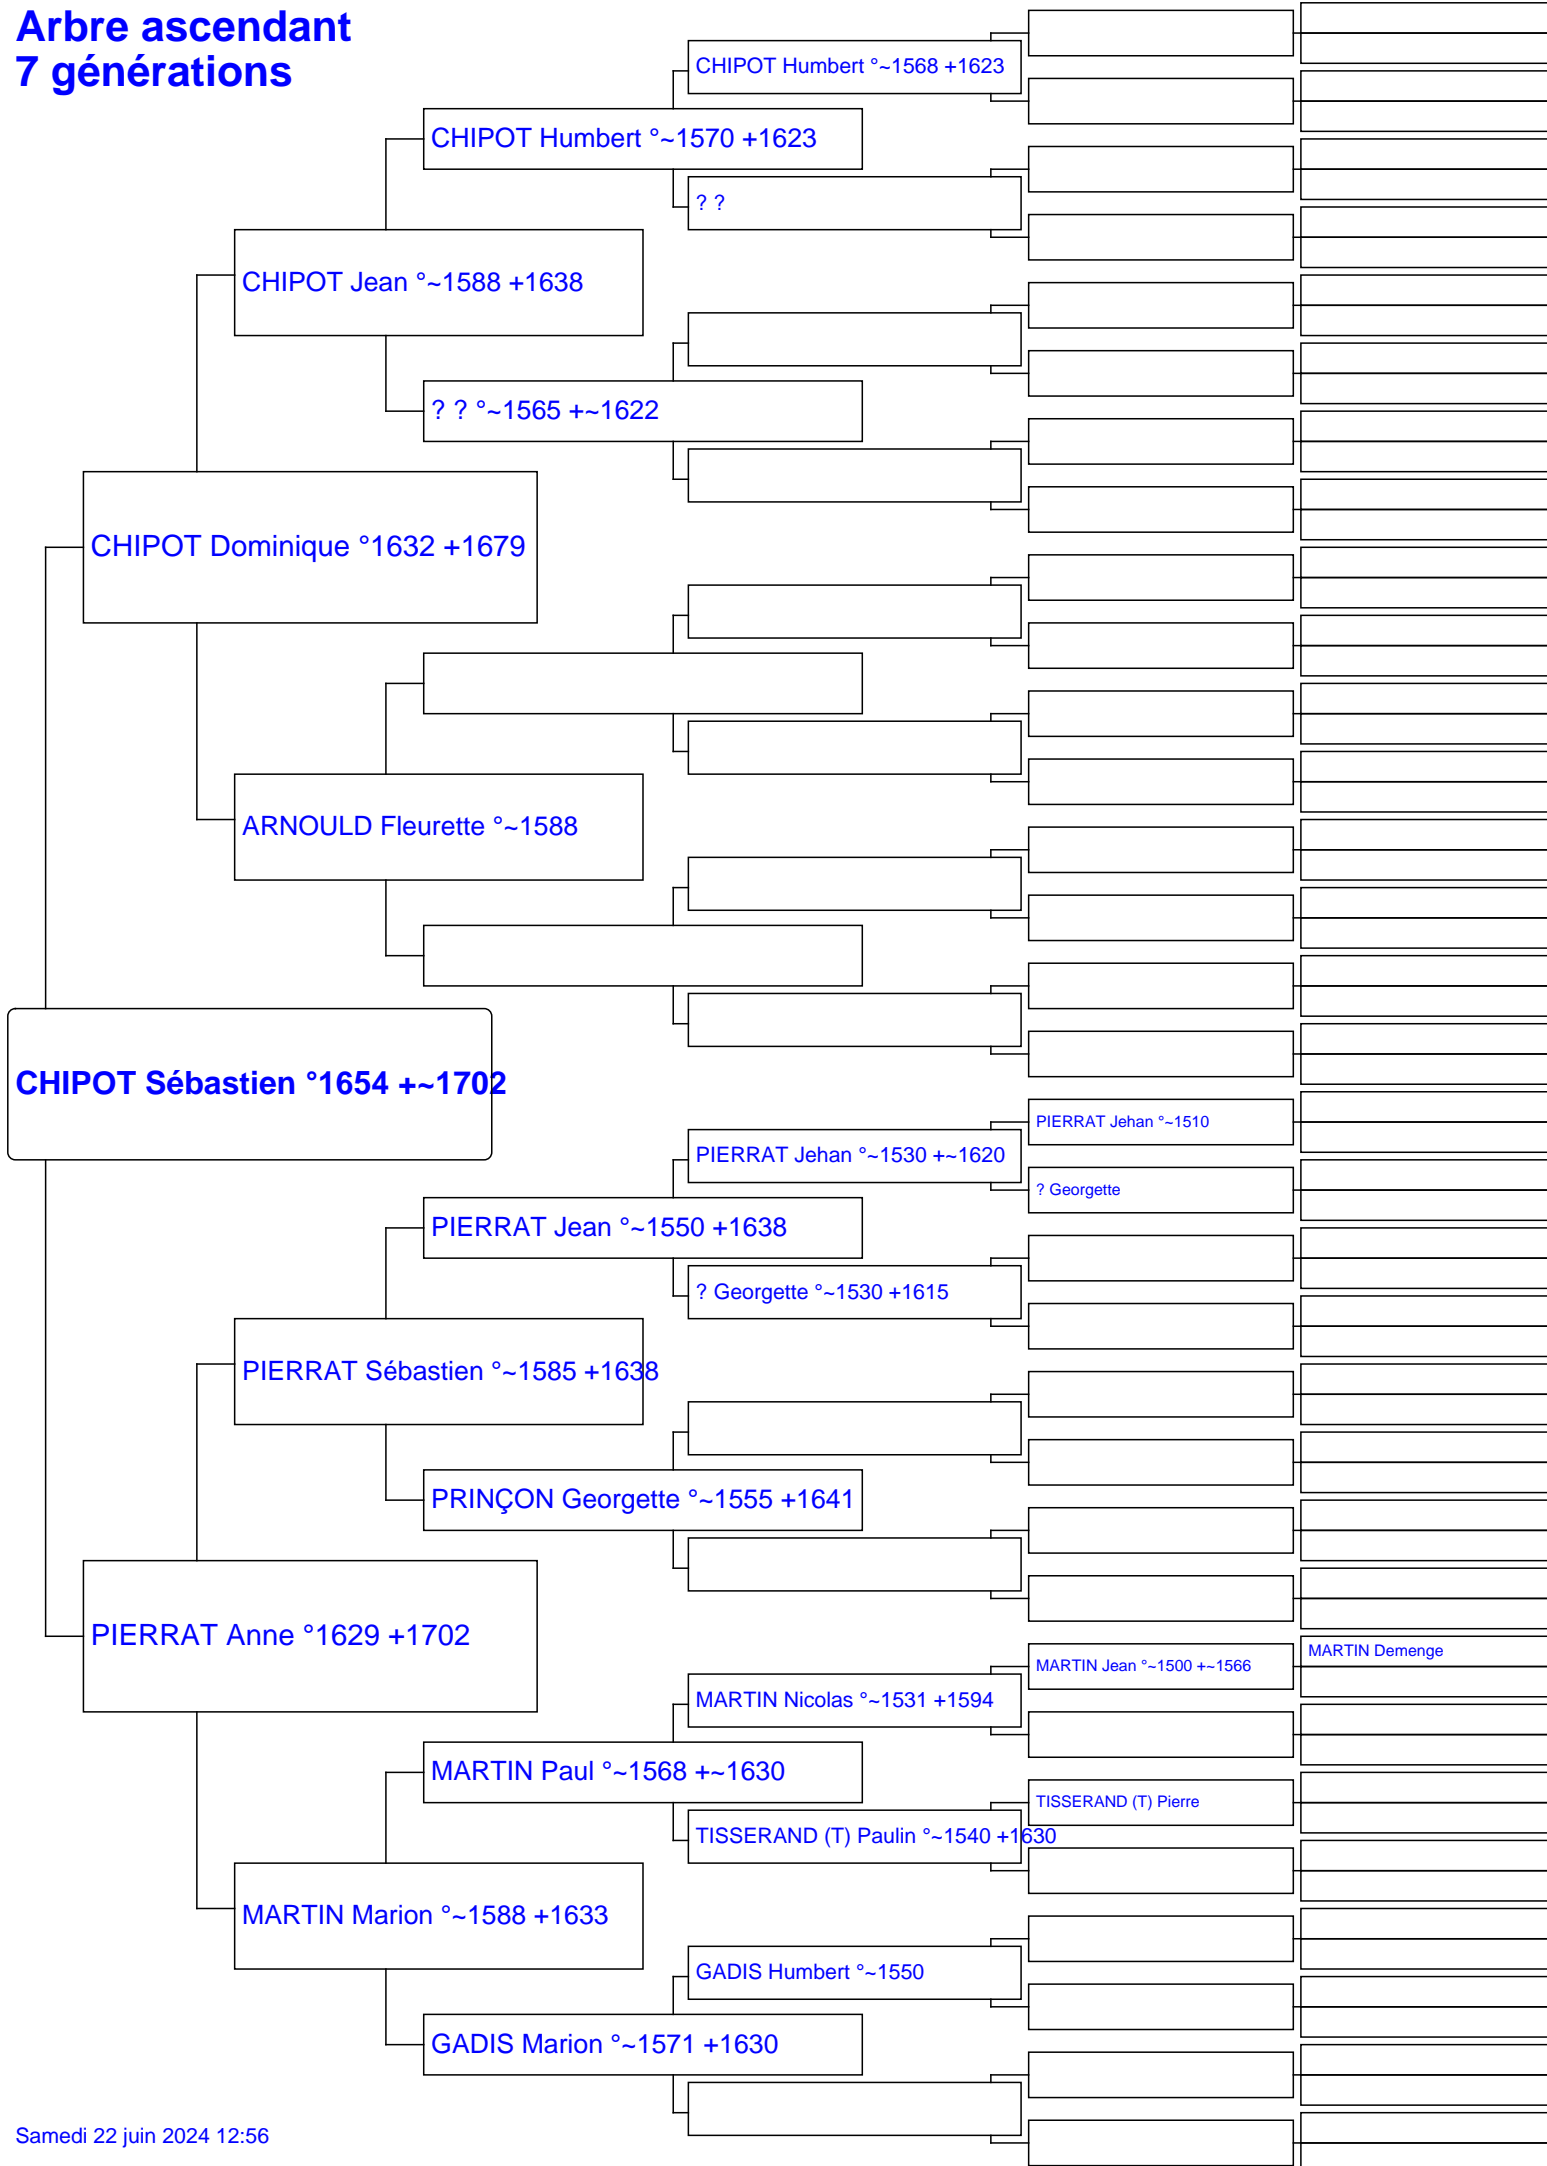 Arbre ascendant
7 générations
CHIPOT Humbert °~1568 +1623
CHIPOT Humbert °~1570 +1623
? ?
CHIPOT Jean °~1588 +1638
? ? °~1565 +~1622
CHIPOT Dominique °1632 +1679
ARNOULD Fleurette °~1588
CHIPOT Sébastien °1654 +~1702
PIERRAT Jehan °~1510
PIERRAT Jehan °~1530 +~1620
? Georgette
PIERRAT Jean °~1550 +1638
? Georgette °~1530 +1615
PIERRAT Sébastien °~1585 +1638
PRINÇON Georgette °~1555 +1641
PIERRAT Anne °1629 +1702
MARTIN Demenge
MARTIN Jean °~1500 +~1566
MARTIN Nicolas °~1531 +1594
MARTIN Paul °~1568 +~1630
TISSERAND (T) Pierre
TISSERAND (T) Paulin °~1540 +1630
MARTIN Marion °~1588 +1633
GADIS Humbert °~1550
GADIS Marion °~1571 +1630
Samedi 22 juin 2024 12:56